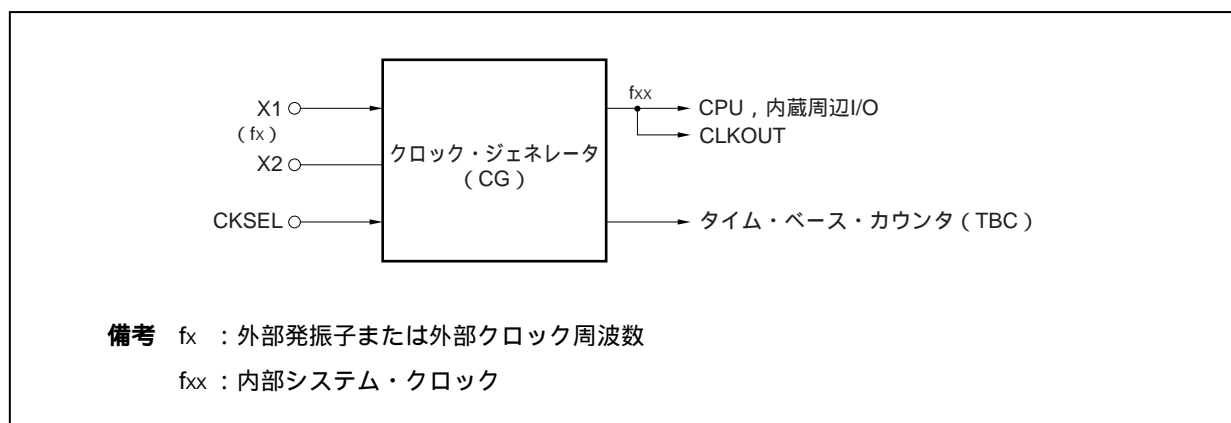 X1
（fx）
X2
CKSEL
クロック・ジェネレータ
（CG）
fxx
CPU，内蔵周辺I/O
CLKOUT
タイム・ベース・カウンタ（TBC）
備考 fx ：外部発振子または外部クロック周波数
fxx ：内部システム・クロック